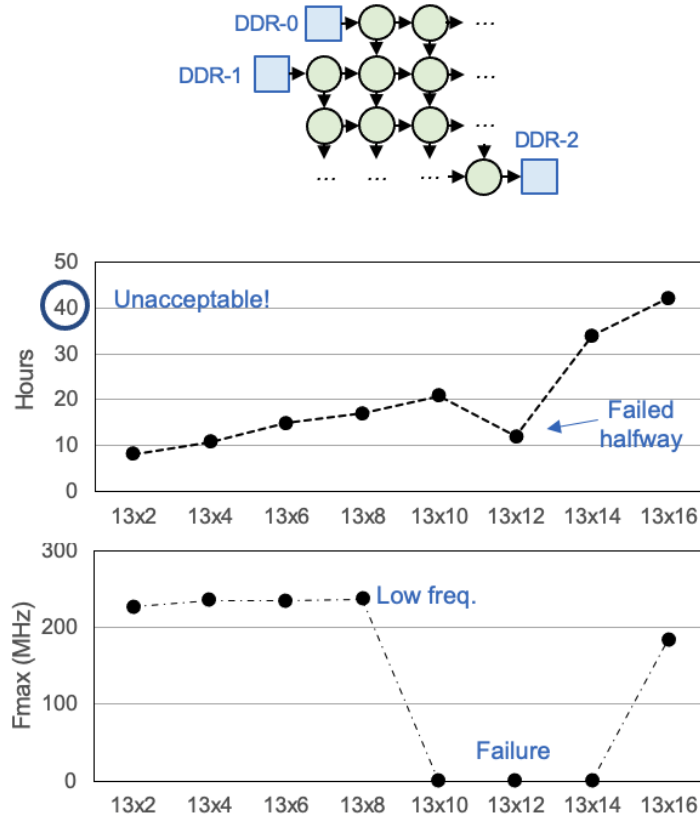 DDR-0
...
DDR-1
...
...
DDR-2
... ... ...
50
40
Unacceptable!
30
20
10
0
Hours
Failed
halfway
13x2 13x4 13x6 13x8 13x10 13x12 13x14 13x16
300
200
100
0
Fmax (MHz)
Low freq.
Failure
13x2 13x4 13x6 13x8 13x10 13x12 13x14 13x16